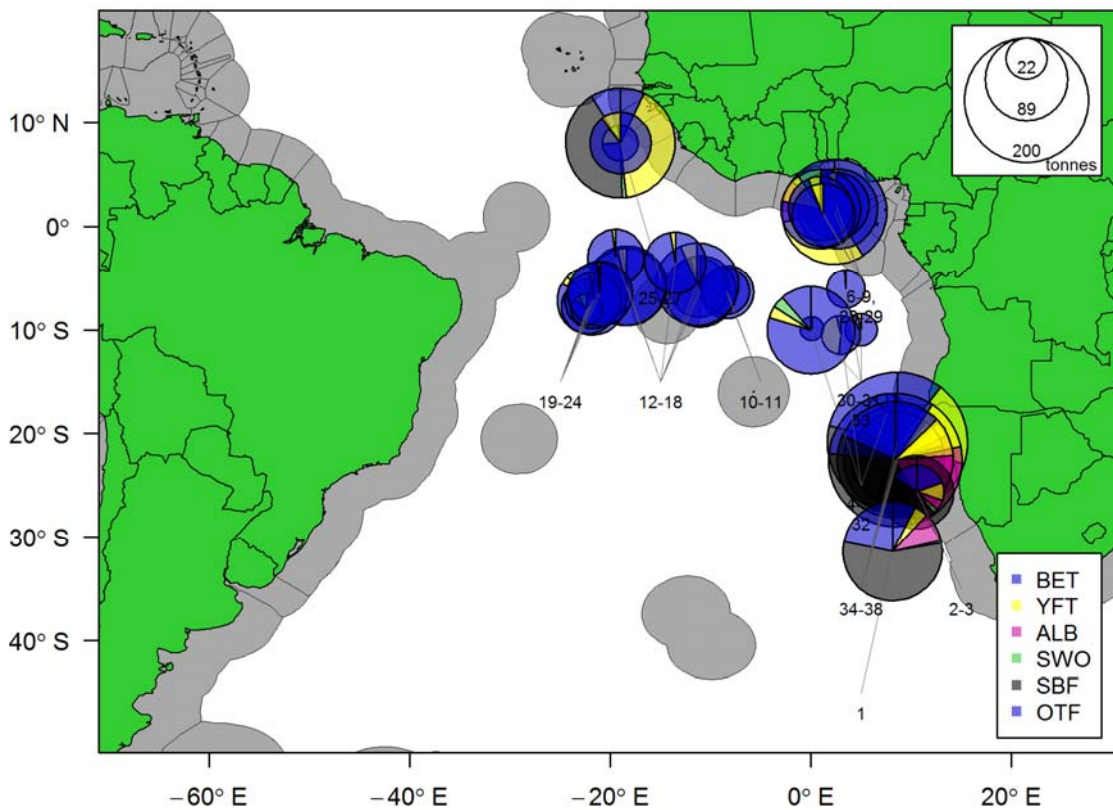 22
89
200
tonnes
10° N
0°
10° S
20° S
30° S
40° S
25-27
6-9,
28-29
19-24
12-18
10-11
30-31,
33
32
34-38
2-3
1
BET
YFT
ALB
SWO
SBF
OTF
−60° E
−40° E
−20° E
0° E
20° E